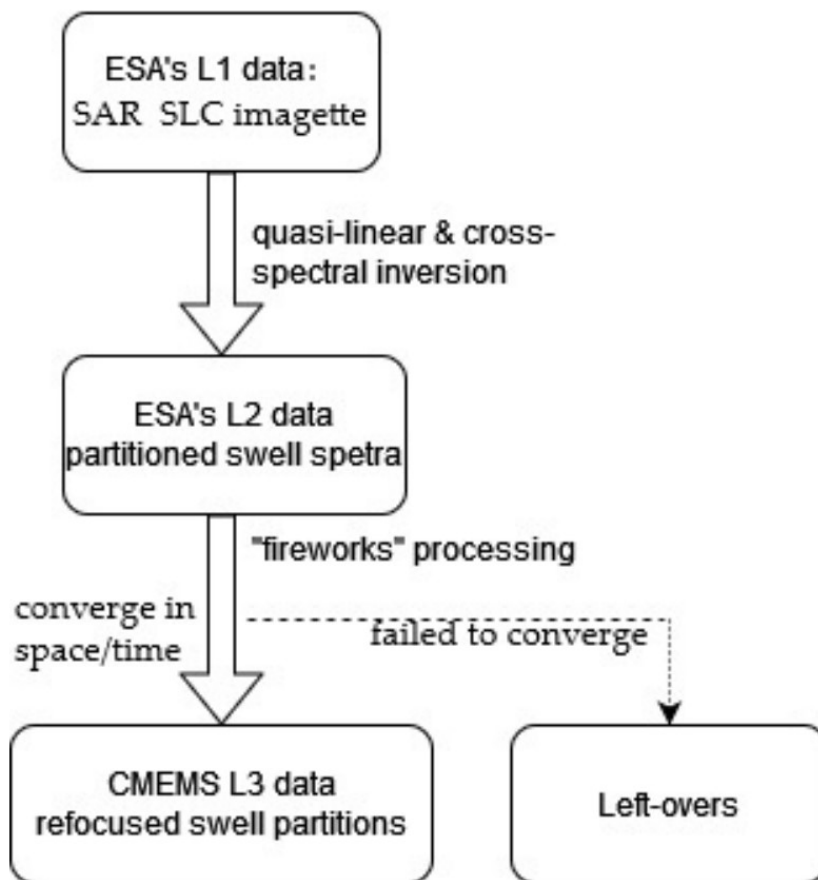 ESA's L1 data:
SAR SLC imagette
quasi-linear & cross-
spectral inversion
ESA's L2 data
partitioned swell spetra
"fireworks" processing
converge in
space/time
failed to converge
CMEMS L3 data
refocused swell partitions
Left-overs